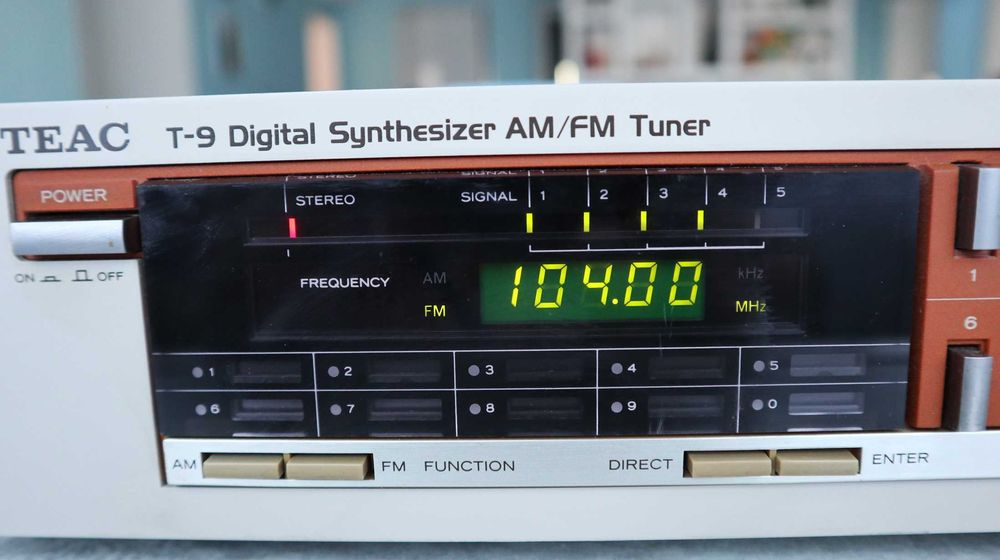 TEAC T-9 Digital Synthesizer AM/FM Tuner
POWER
ON OFF
STEREO SIGNAL 1 2 3 4 5
FREQUENCY AM 104.00 kHz
FM MHz
1 2 3 4 5
6 7 8 9 0
AM FM FUNCTION DIRECT ENTER
1
6